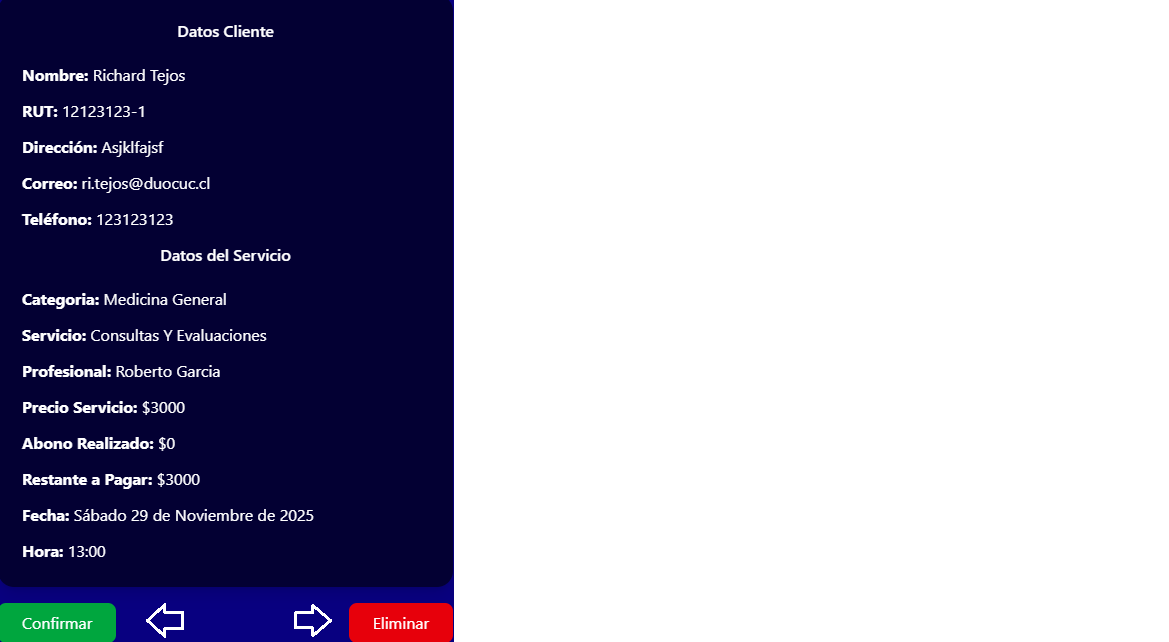 Datos Cliente
Nombre: Richard Tejos
RUT: 12123123-1
Dirección: Asjklfajsf
Correo: ri.tejos@duocuc.cl
Teléfono: 123123123
Datos del Servicio
Categoria: Medicina General
Servicio: Consultas Y Evaluaciones
Profesional: Roberto Garcia
Precio Servicio: $3000
Abono Realizado: $0
Restante a Pagar: $3000
Fecha: Sábado 29 de Noviembre de 2025
Hora: 13:00
Confirmar Eliminar